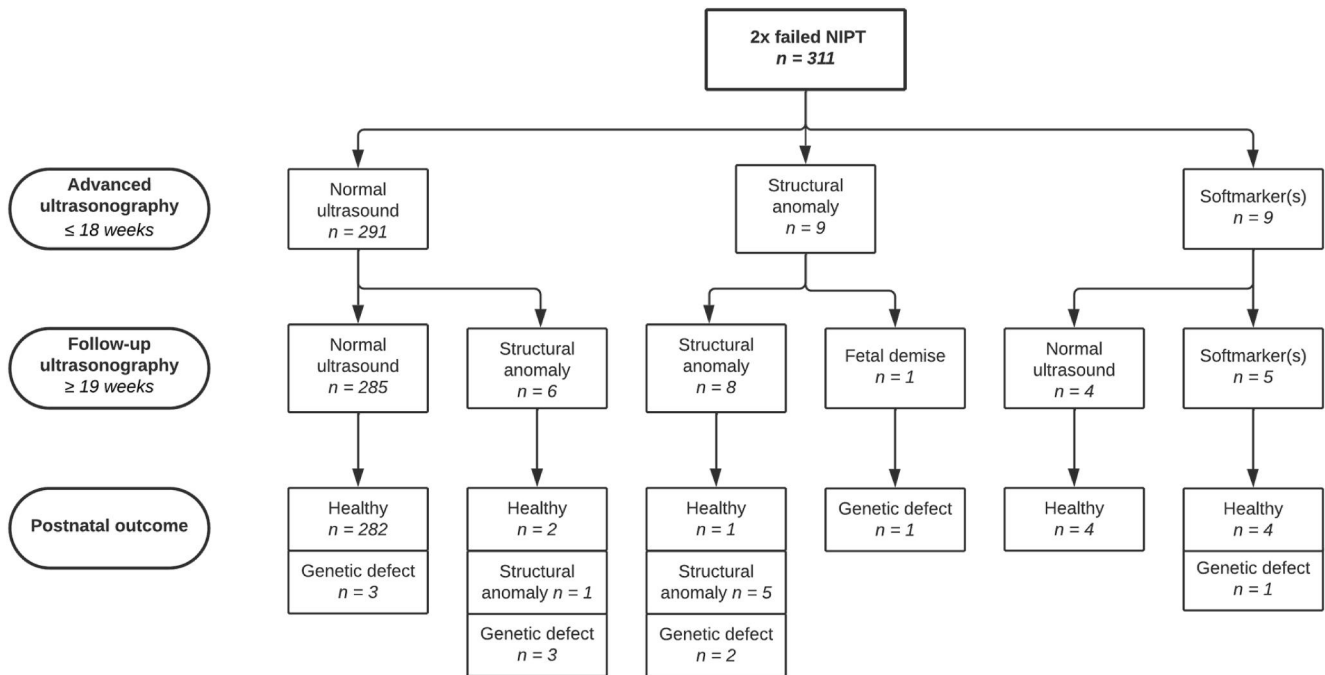 2x failed NIPT
n = 311
Advanced
ultrasonography
≤ 18 weeks
Normal
ultrasound
n = 291
Structural
anomaly
n = 9
Softmarker(s)
n = 9
Follow-up
ultrasonography
≥ 19 weeks
Normal
ultrasound
n = 285
Structural
anomaly
n = 6
Structural
anomaly
n = 8
Fetal demise
n = 1
Normal
ultrasound
n = 4
Softmarker(s)
n = 5
Postnatal outcome
Healthy
n = 282
Genetic defect
n = 3
Healthy
n = 2
Structural
anomaly n = 1
Genetic defect
n = 3
Healthy
n = 1
Structural
anomaly n = 5
Genetic defect
n = 2
Genetic defect
n = 1
Healthy
n = 4
Healthy
n = 4
Genetic defect
n = 1